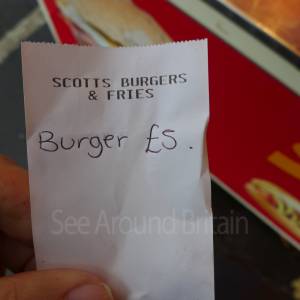 SCOTTS BURGERS
& FRIES
Burger £5.
See Around Britain